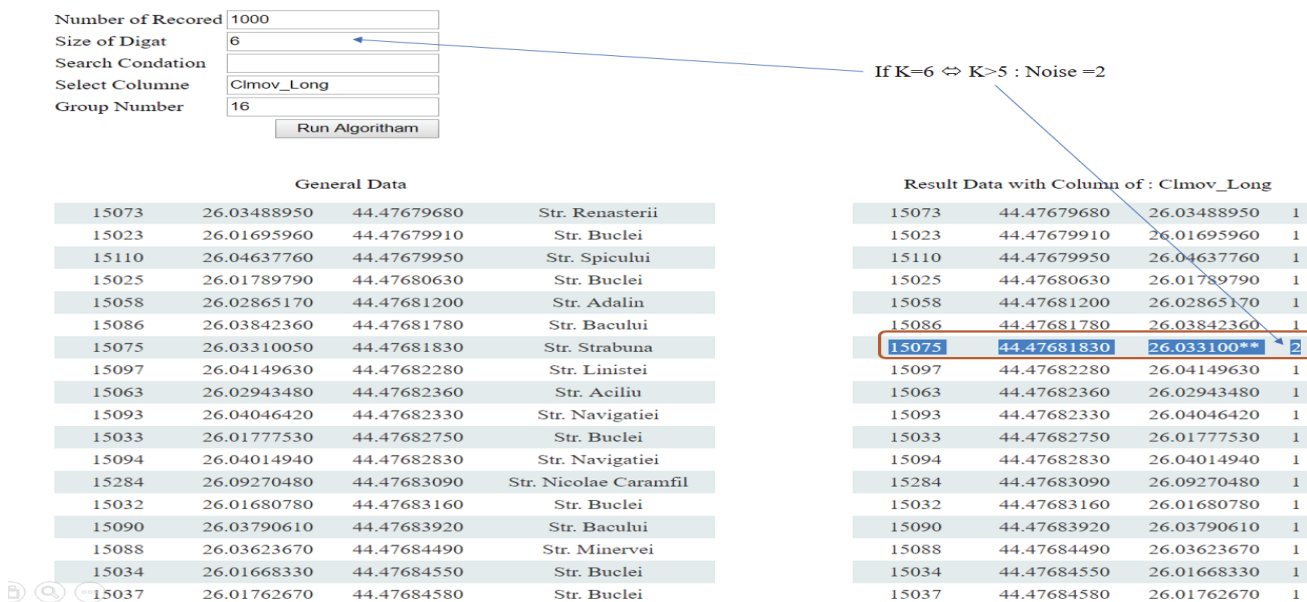 Number of Recored 1000
Size of Digat 6
Search Condation
Select Columne Clmov_Long
Group Number 16
Run Algoritham
If K=6 ⇔ K>5 : Noise =2
General Data
15073 26.03488950 44.47679680 Str. Renasterii
15023 26.01695960 44.47679910 Str. Buclei
15110 26.04637760 44.47679950 Str. Spicului
15025 26.01789790 44.47680630 Str. Buclei
15058 26.02865170 44.47681200 Str. Adalin
15086 26.03842360 44.47681780 Str. Bacului
15075 26.03310050 44.47681830 Str. Strabuna
15097 26.04149630 44.47682280 Str. Linistei
15063 26.02943480 44.47682360 Str. Aciliu
15093 26.04046420 44.47682330 Str. Navigatiei
15033 26.01777530 44.47682750 Str. Buclei
15094 26.04014940 44.47682830 Str. Navigatiei
15284 26.09270480 44.47683090 Str. Nicolae Caramfil
15032 26.01680780 44.47683160 Str. Buclei
15090 26.03790610 44.47683920 Str. Bacului
15088 26.03623670 44.47684490 Str. Minervei
15034 26.01668330 44.47684550 Str. Buclei
15037 26.01762670 44.47684580 Str. Buclei
Result Data with Column of : Clmov_Long
15073 44.47679680 26.03488950 1
15023 44.47679910 26.01695960 1
15110 44.47679950 26.04637760 1
15025 44.47680630 26.01789790 1
15058 44.47681200 26.02865170 1
15086 44.47681780 26.03842360 1
15075 44.47681830 26.033100** 2
15097 44.47682280 26.04149630 1
15063 44.47682360 26.02943480 1
15093 44.47682330 26.04046420 1
15033 44.47682750 26.01777530 1
15094 44.47682830 26.04014940 1
15284 44.47683090 26.09270480 1
15032 44.47683160 26.01680780 1
15090 44.47683920 26.03790610 1
15088 44.47684490 26.03623670 1
15034 44.47684550 26.01668330 1
15037 44.47684580 26.01762670 1